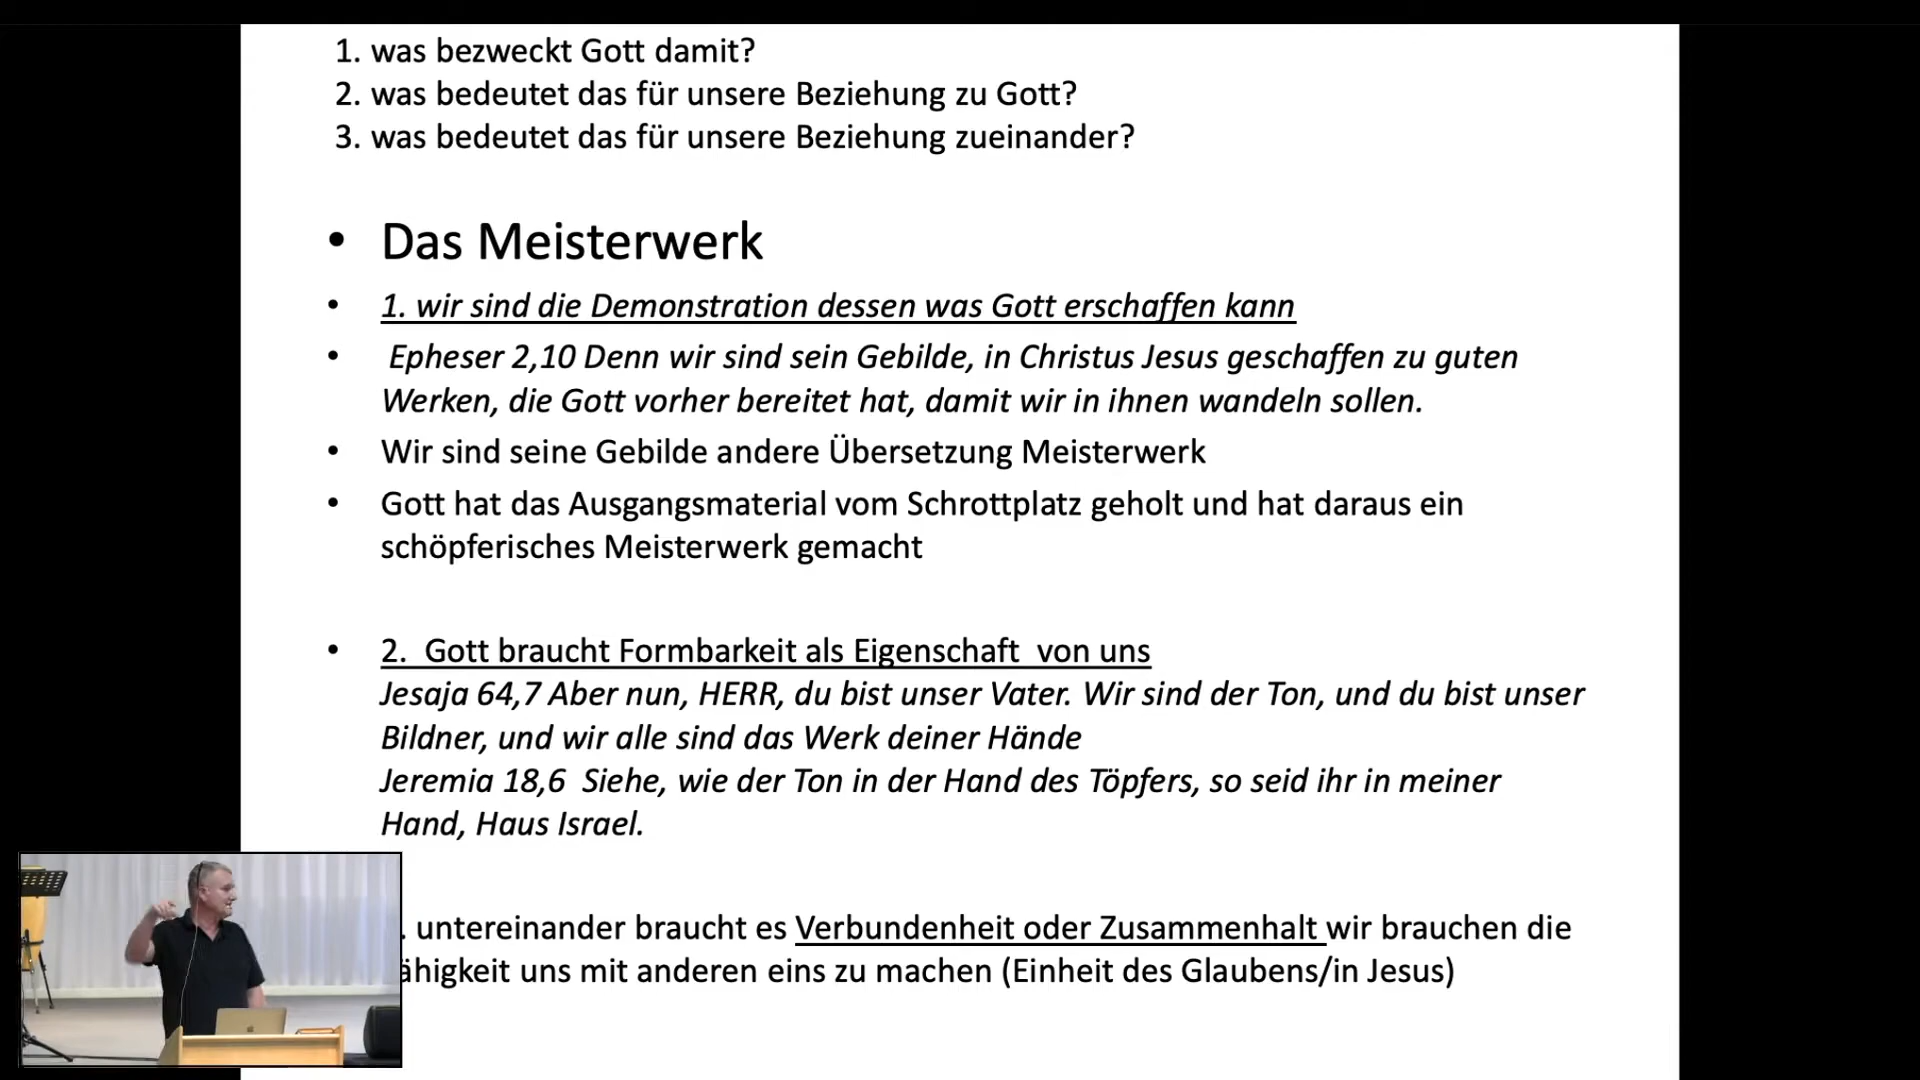 1. was bezweckt Gott damit?
2. was bedeutet das für unsere Beziehung zu Gott?
3. was bedeutet das für unsere Beziehung zueinander?
• Das Meisterwerk
• 1. wir sind die Demonstration dessen was Gott erschaffen kann
• Epheser 2,10 Denn wir sind sein Gebilde, in Christus Jesus geschaffen zu guten
Werken, die Gott vorher bereitet hat, damit wir in ihnen wandeln sollen.
• Wir sind seine Gebilde andere Übersetzung Meisterwerk
• Gott hat das Ausgangsmaterial vom Schrottplatz geholt und hat daraus ein
schöpferisches Meisterwerk gemacht
• 2. Gott braucht Formbarkeit als Eigenschaft von uns
Jesaja 64,7 Aber nun, HERR, du bist unser Vater. Wir sind der Ton, und du bist unser
Bildner, und wir alle sind das Werk deiner Hände
Jeremia 18,6 Siehe, wie der Ton in der Hand des Töpfers, so seid ihr in meiner
Hand, Haus Israel.
. untereinander braucht es Verbundenheit oder Zusammenhalt wir brauchen die
ähigkeit uns mit anderen eins zu machen (Einheit des Glaubens/in Jesus)